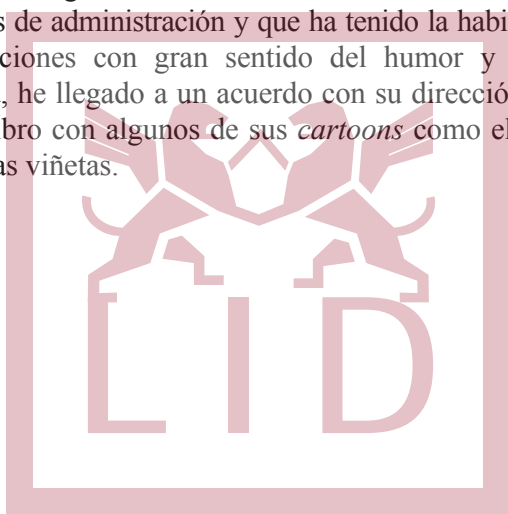 s de administración y que ha tenido la habi
ciones con gran sentido del humor y
, he llegado a un acuerdo con su direcció
bro con algunos de sus cartoons como el
as viñetas.
LID